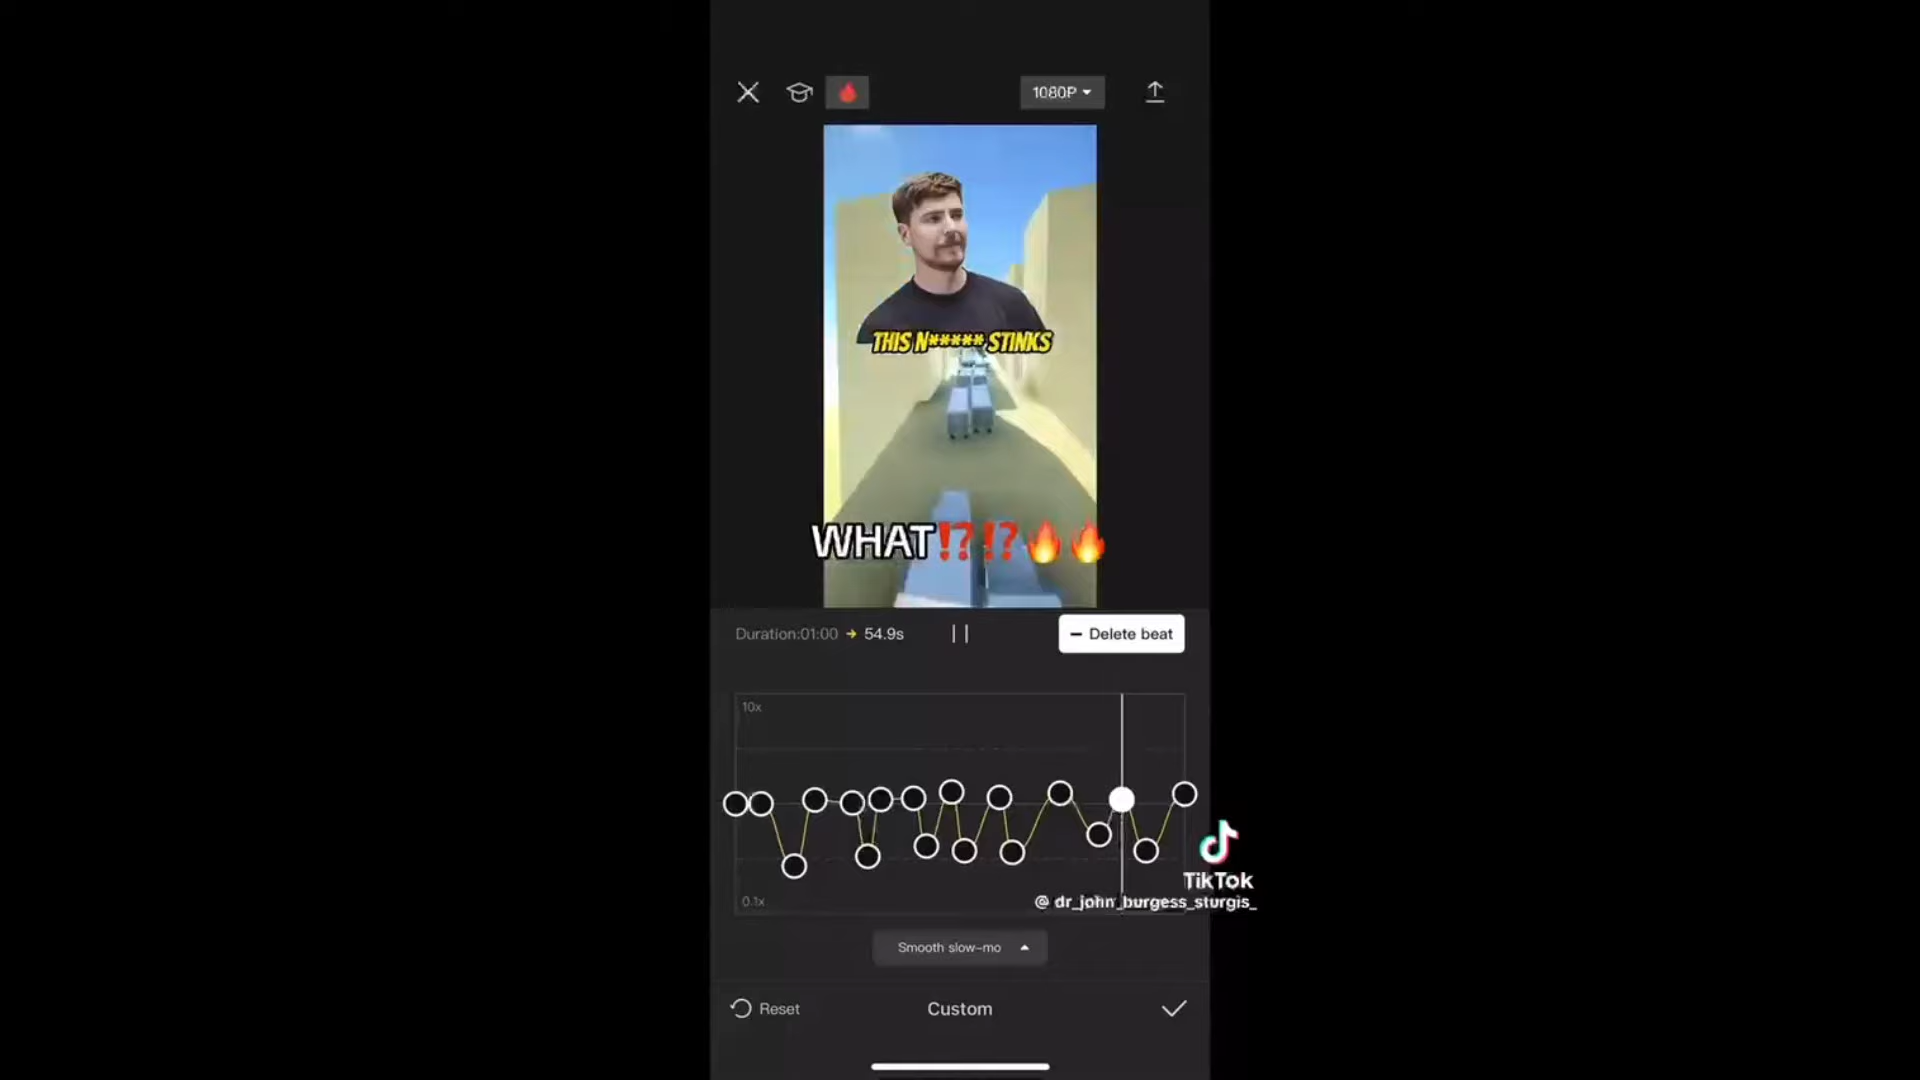 1080P
THIS N***** STINKS
WHAT⁉️⁉️🔥🔥
Duration:01:00 → 54.9s
− Delete beat
10x
0.1x
TikTok
@ dr_john_burgess_sturgis_
Smooth slow-mo
Reset
Custom